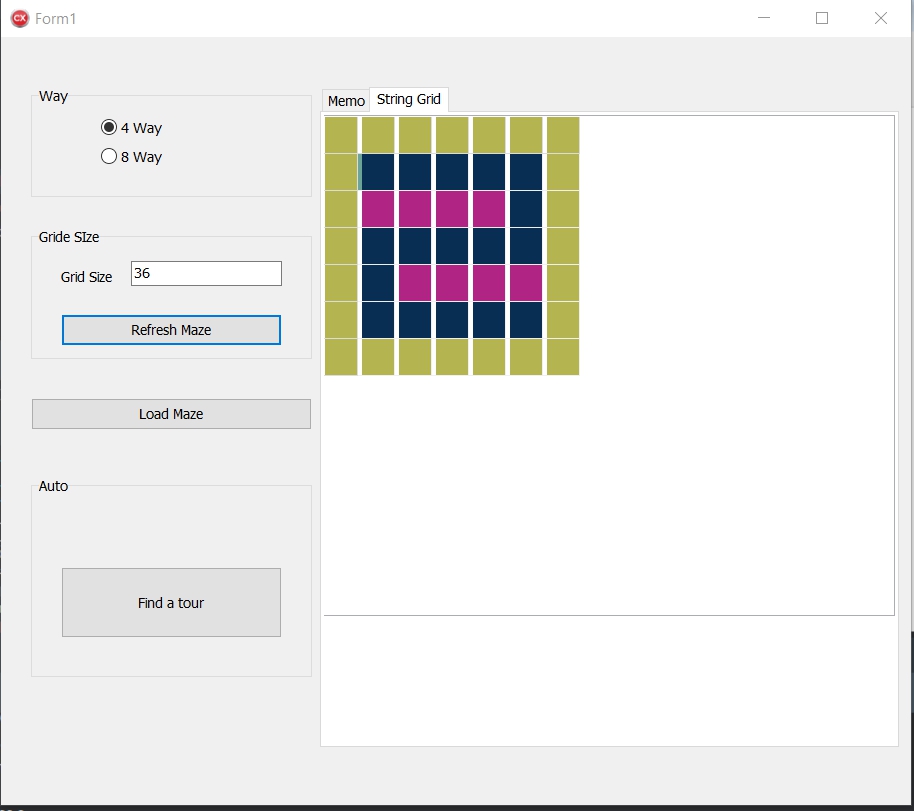 CX Form1
Way
4 Way
8 Way
Gride SIze
Grid Size 36
Refresh Maze
Load Maze
Auto
Find a tour
Memo String Grid